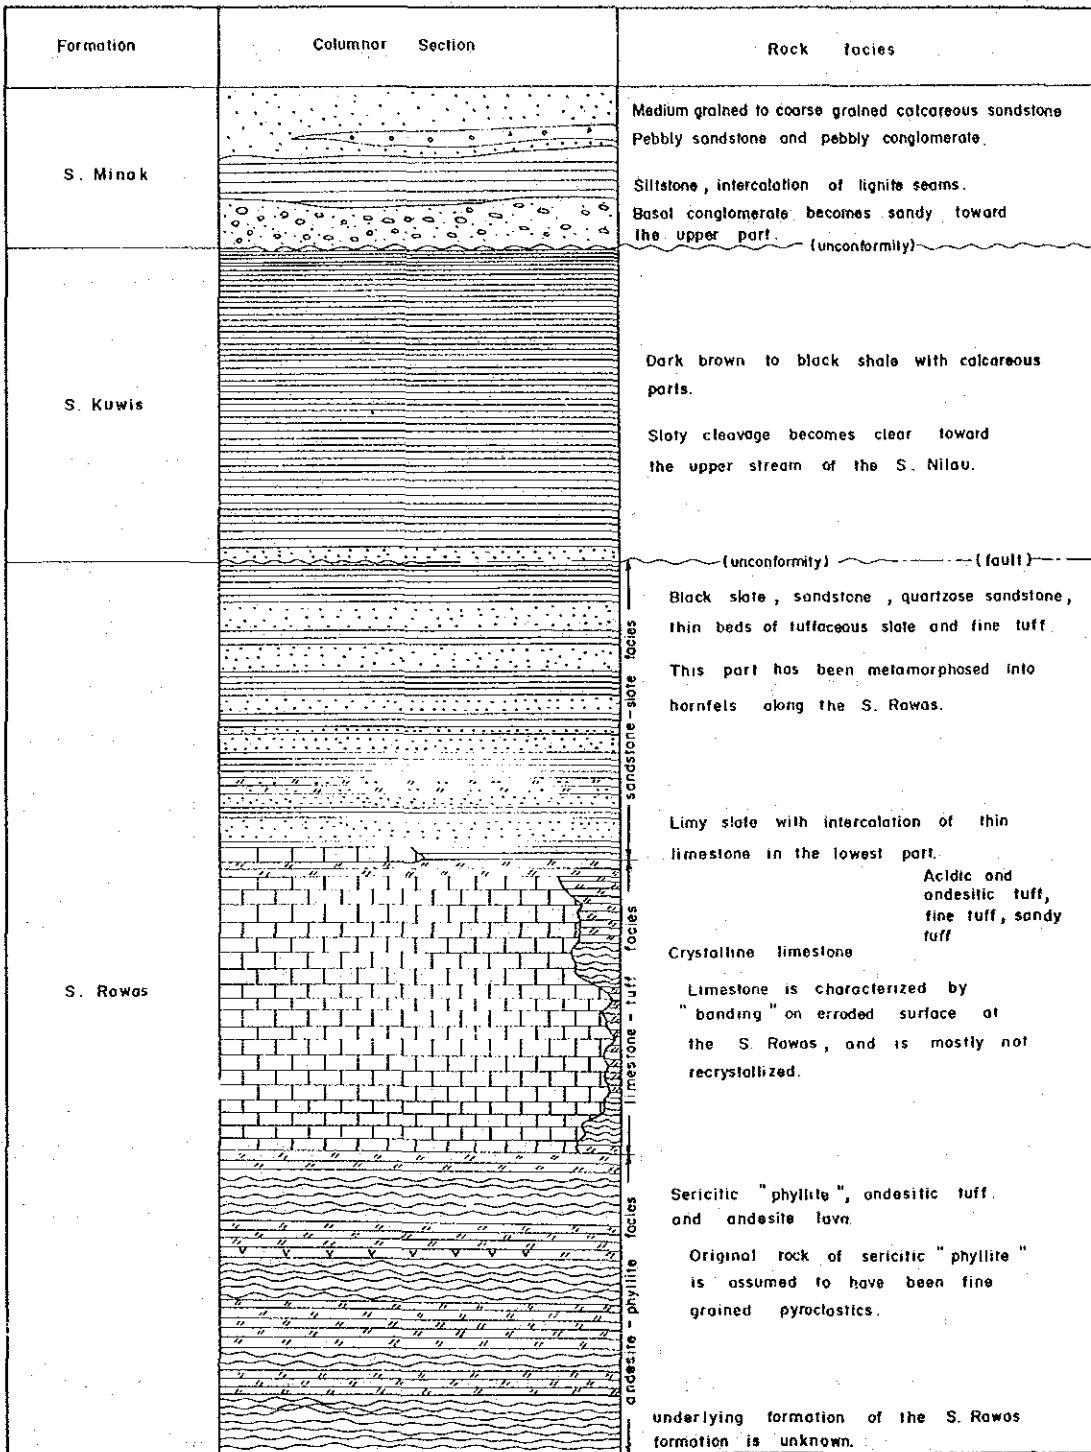 Formation
Columnar Section
Rock facies
S. Minak
Medium grained to coarse grained calcareous sandstone
Pebbly sandstone and pebbly conglomerate.
Siltstone, intercalation of lignite seams.
Basal conglomerate becomes sandy toward
the upper part.
(unconformity)
S. Kuwis
Dark brown to black shale with calcareous
parts.
Slaty cleavage becomes clear toward
the upper stream of the S. Nilau.
(unconformity) (fault)
S. Rawas
sandstone - slate facies
Black slate, sandstone, quartzose sandstone,
thin beds of tuffaceous slate and fine tuff
This part has been metamorphosed into
hornfels along the S. Rawas.
Limy slate with intercalation of thin
limestone in the lowest part.
limestone - tuff facies
Acidic and
andesitic tuff,
fine tuff, sandy
tuff
Crystalline limestone
Limestone is characterized by
"banding" on erroded surface at
the S. Rawas, and is mostly not
recrystallized.
andesite - phyllite facies
Sericitic "phyllite", andesitic tuff.
and andesite lava.
Original rock of sericitic "phyllite"
is assumed to have been fine
grained pyroclastics.
underlying formation of the S. Rawas
formation is unknown.